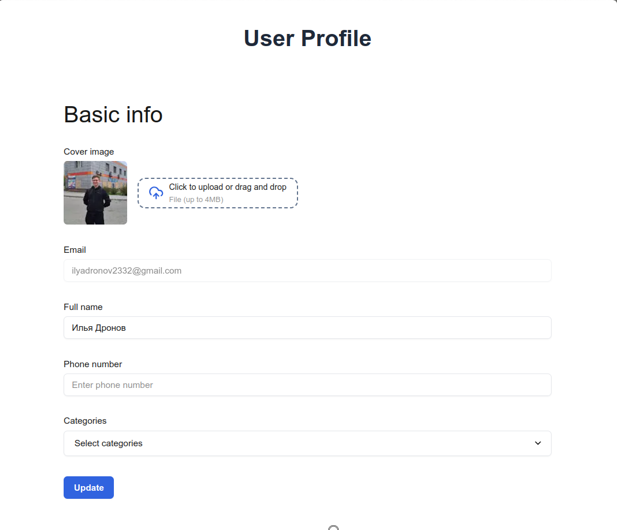 User Profile
Basic info
Cover image
Click to upload or drag and drop
File (up to 4MB)
Email
ilyadronov2332@gmail.com
Full name
Илья Дронов
Phone number
Enter phone number
Categories
Select categories
Update